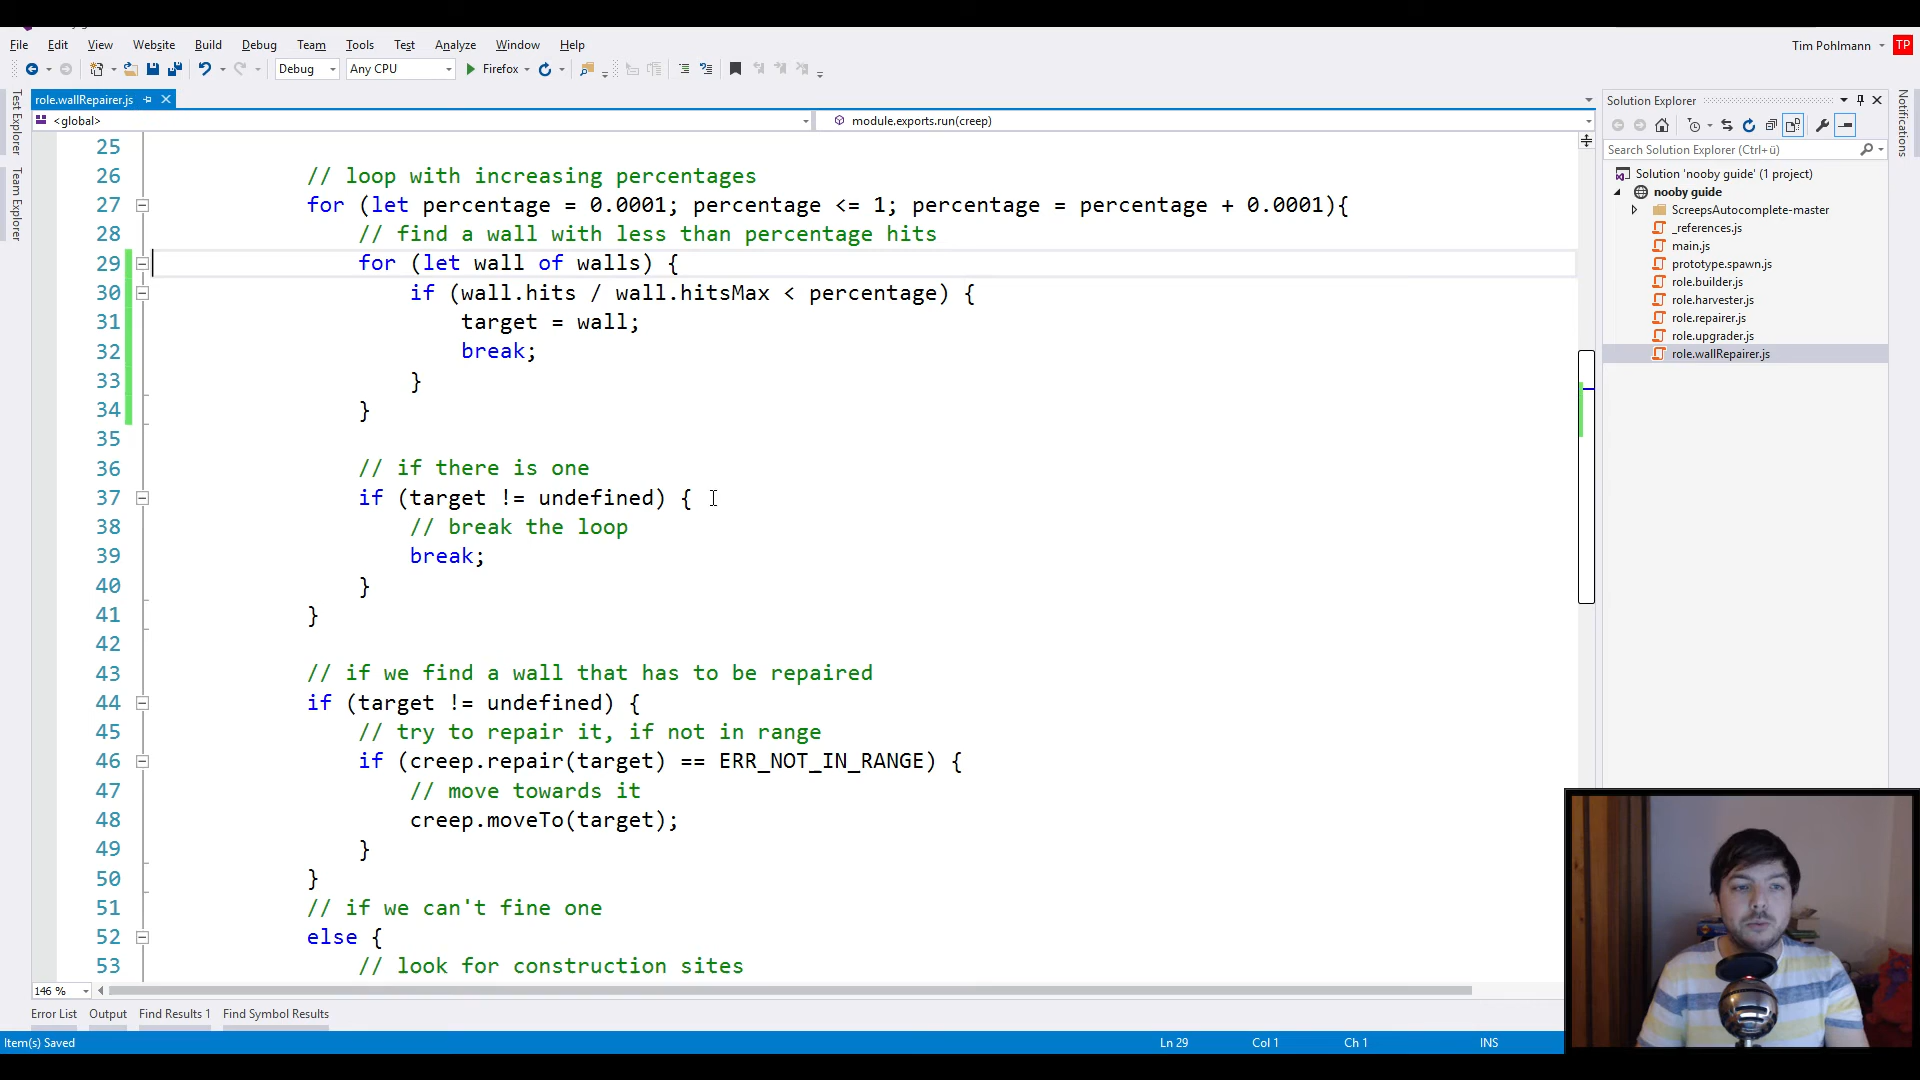 File Edit View Website Build Debug Team Tools Test Analyze Window Help
Tim Pohlmann TP
Debug Any CPU Firefox
role.wallRepairer.js
<global> module.exports.run(creep)
Test Explorer
Team Explorer
25
26 // loop with increasing percentages
27 for (let percentage = 0.0001; percentage <= 1; percentage = percentage + 0.0001){
28 // find a wall with less than percentage hits
29 for (let wall of walls) {
30 if (wall.hits / wall.hitsMax < percentage) {
31 target = wall;
32 break;
33 }
34 }
35
36 // if there is one
37 if (target != undefined) {
38 // break the loop
39 break;
40 }
41 }
42
43 // if we find a wall that has to be repaired
44 if (target != undefined) {
45 // try to repair it, if not in range
46 if (creep.repair(target) == ERR_NOT_IN_RANGE) {
47 // move towards it
48 creep.moveTo(target);
49 }
50 }
51 // if we can't fine one
52 else {
53 // look for construction sites
146 %
Solution Explorer
Search Solution Explorer (Ctrl+ü)
Solution 'nooby guide' (1 project)
nooby guide
ScreepsAutocomplete-master
_references.js
main.js
prototype.spawn.js
role.builder.js
role.harvester.js
role.repairer.js
role.upgrader.js
role.wallRepairer.js
Notifications
Error List Output Find Results 1 Find Symbol Results
Item(s) Saved Ln 29 Col 1 Ch 1 INS